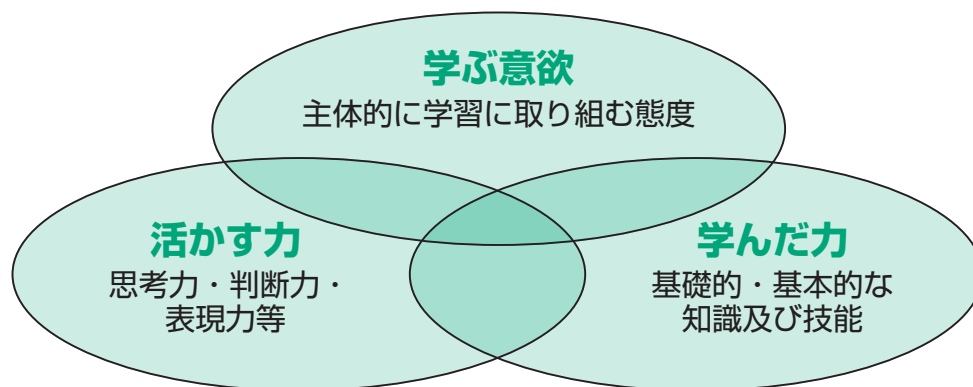 学ぶ意欲
主体的に学習に取り組む態度
活かす力
思考力・判断力・
表現力等
学んだ力
基礎的・基本的な
知識及び技能